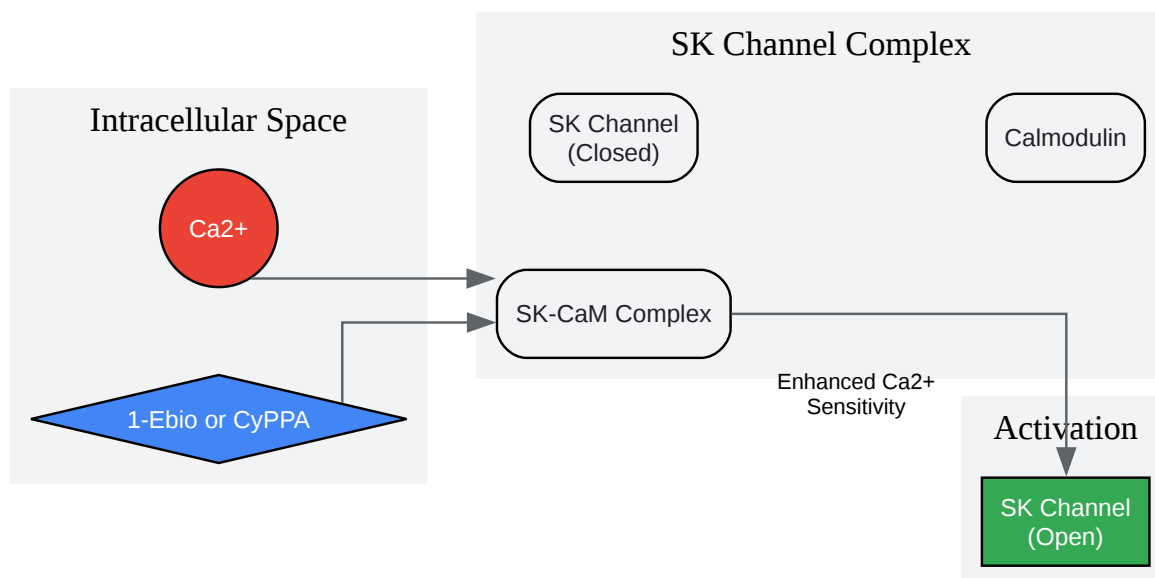 SK Channel Complex
Intracellular Space
SK Channel
(Closed)
Calmodulin
Ca2+
SK-CaM Complex
1-Ebio or CyPPA
Enhanced Ca2+
Sensitivity
Activation
SK Channel
(Open)